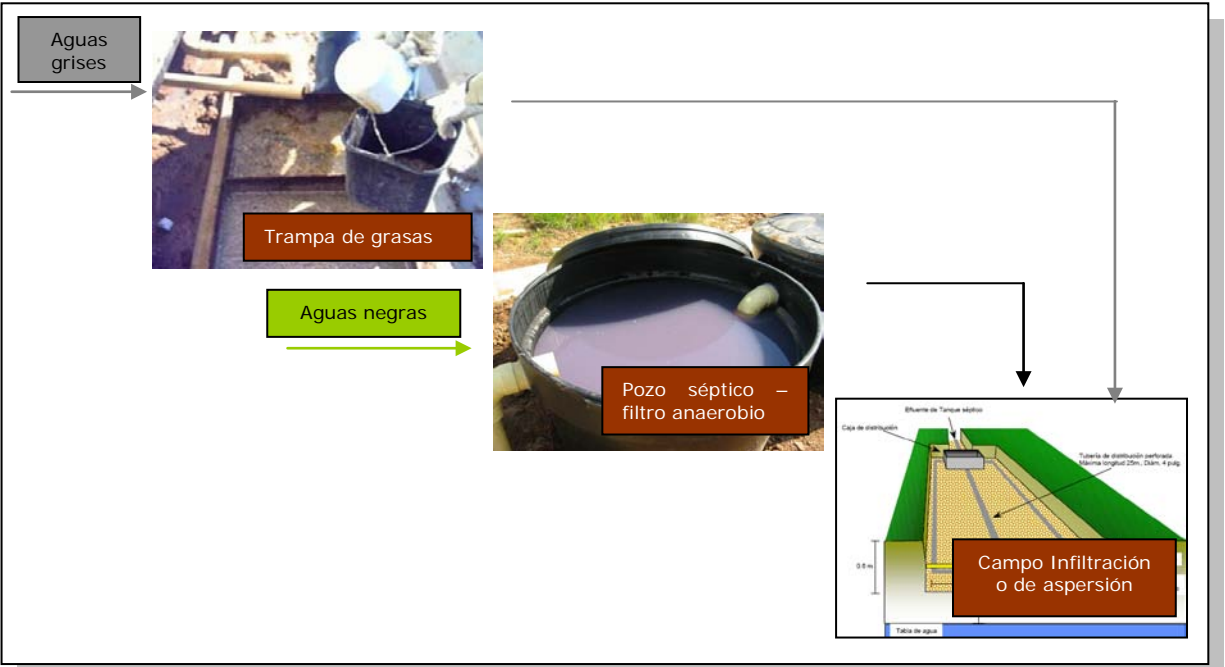 Aguas
grises
Trampa de grasas
Aguas negras
Pozo séptico –
filtro anaerobio
Efluente de Tanque séptico
Caja de distribución
Tubería de distribución perforada
Máxima longitud 25m., Diám. 4 pulg.
0.6 m
Campo Infiltración
o de aspersión
Tabla de agua